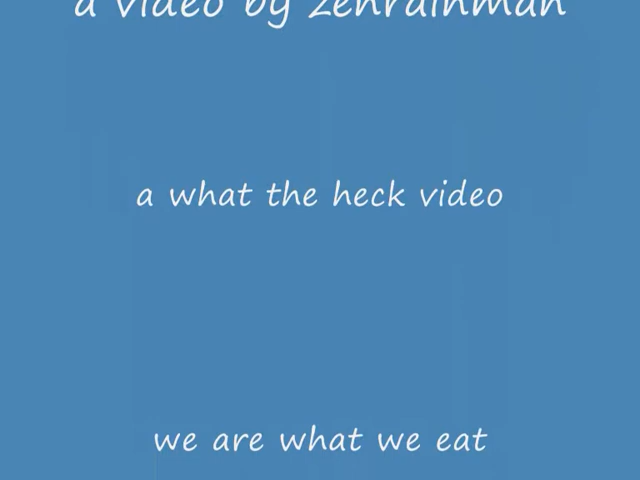 a video by zenrainman
a what the heck video
we are what we eat